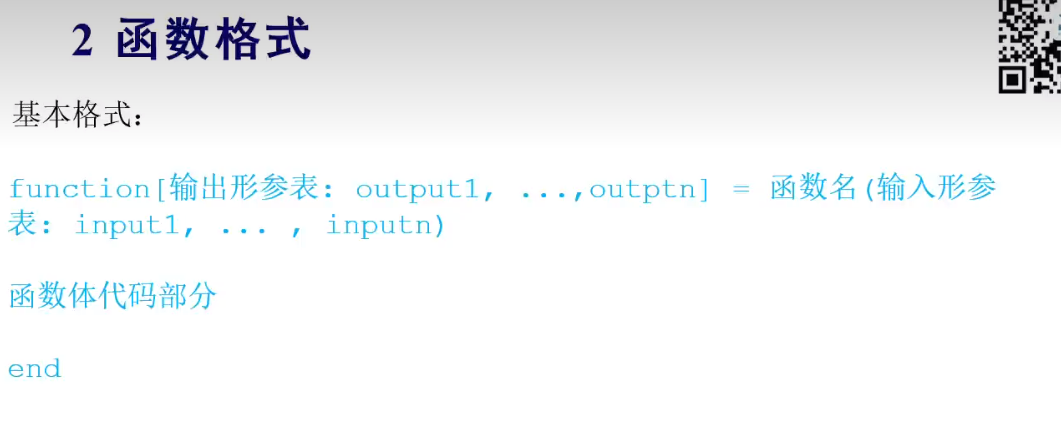 2 函数格式
基本格式：
function[输出形参表: output1, ...,outptn] = 函数名(输入形参
表: input1, ... , inputn)
函数体代码部分
end